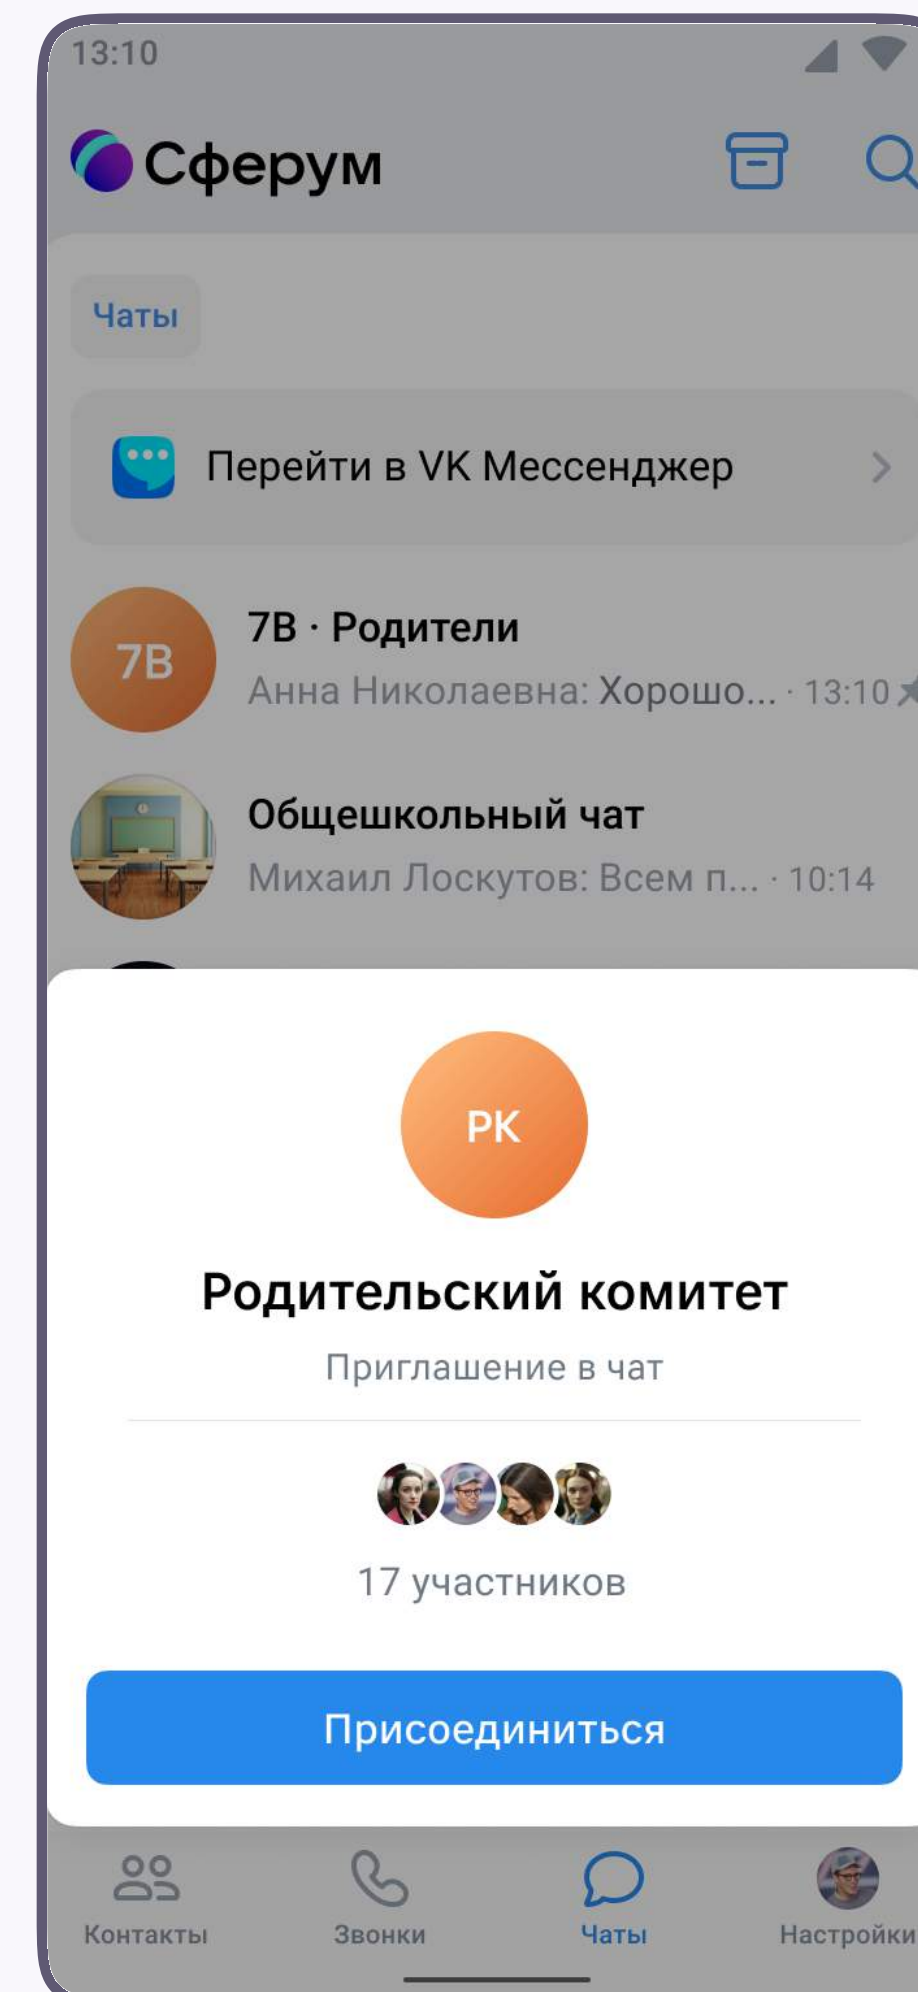 13:10
Сферум
Чаты
Перейти в VK Мессенджер
7В
7В · Родители
Анна Николаевна: Хорошо... · 13:10
Общешкольный чат
Михаил Лоскутов: Всем п... · 10:14
РК
Родительский комитет
Приглашение в чат
17 участников
Присоединиться
Контакты
Звонки
Чаты
Настройки